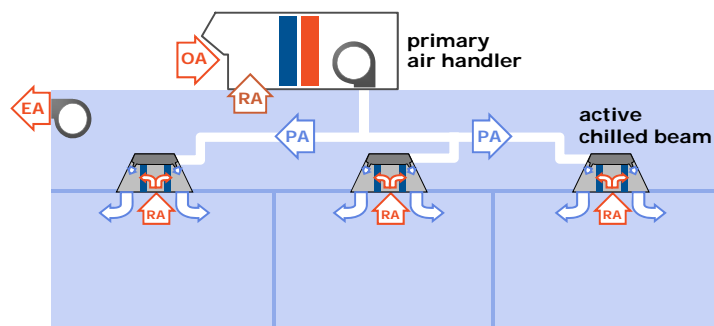 primary
air handler
OA
RA
EA
PA
PA
active
chilled beam
RA
RA
RA